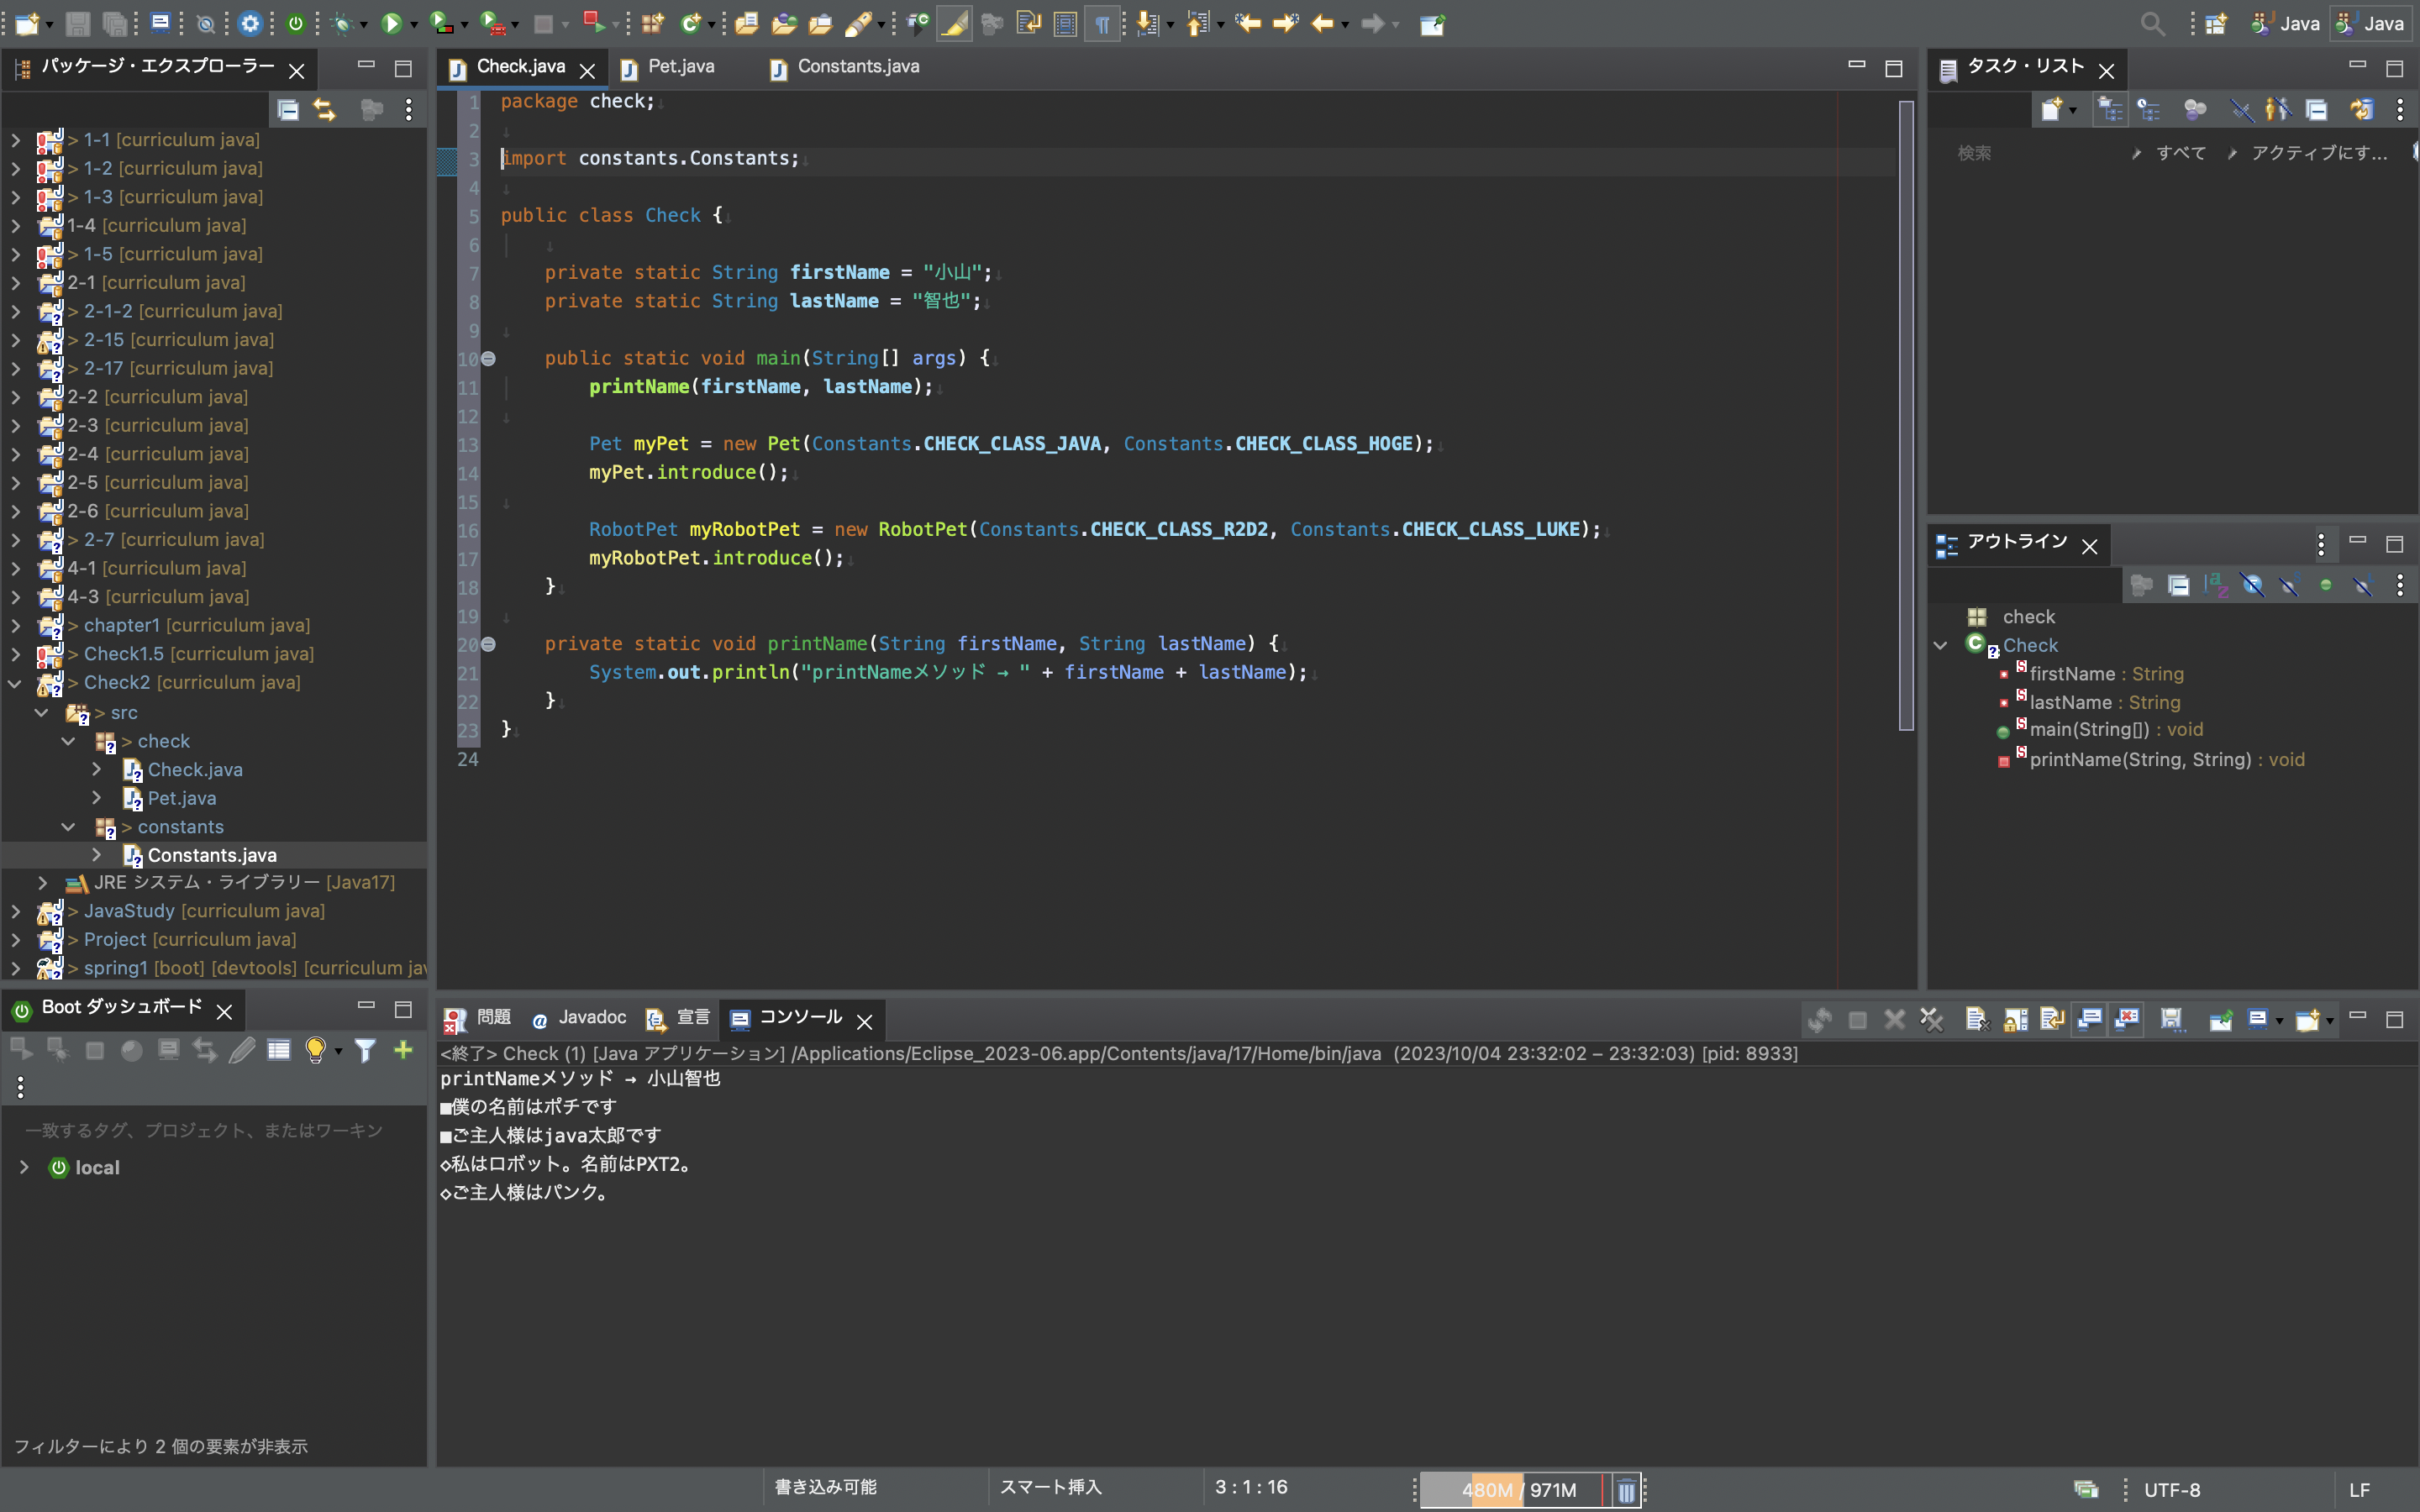 Java
Java
パッケージ・エクスプローラー
> 1-1 [curriculum java]
> 1-2 [curriculum java]
> 1-3 [curriculum java]
1-4 [curriculum java]
> 1-5 [curriculum java]
2-1 [curriculum java]
> 2-1-2 [curriculum java]
> 2-15 [curriculum java]
> 2-17 [curriculum java]
2-2 [curriculum java]
2-3 [curriculum java]
2-4 [curriculum java]
2-5 [curriculum java]
2-6 [curriculum java]
> 2-7 [curriculum java]
4-1 [curriculum java]
4-3 [curriculum java]
> chapter1 [curriculum java]
> Check1.5 [curriculum java]
> Check2 [curriculum java]
> src
> check
Check.java
Pet.java
> constants
Constants.java
JRE システム・ライブラリー [Java17]
> JavaStudy [curriculum java]
> Project [curriculum java]
> spring1 [boot] [devtools] [curriculum jav
Check.java
Pet.java
Constants.java
1 package check;
2
3 import constants.Constants;
4
5 public class Check {
6
7 private static String firstName = "小山";
8 private static String lastName = "智也";
9
10 public static void main(String[] args) {
11 printName(firstName, lastName);
12
13 Pet myPet = new Pet(Constants.CHECK_CLASS_JAVA, Constants.CHECK_CLASS_HOGE);
14 myPet.introduce();
15
16 RobotPet myRobotPet = new RobotPet(Constants.CHECK_CLASS_R2D2, Constants.CHECK_CLASS_LUKE);
17 myRobotPet.introduce();
18 }
19
20 private static void printName(String firstName, String lastName) {
21 System.out.println("printNameメソッド → " + firstName + lastName);
22 }
23 }
24
タスク・リスト
検索
すべて
アクティブにす...
アウトライン
check
Check
firstName : String
lastName : String
main(String[]) : void
printName(String, String) : void
Boot ダッシュボード
一致するタグ、プロジェクト、またはワーキン
local
フィルターにより 2 個の要素が非表示
問題
Javadoc
宣言
コンソール
<終了> Check (1) [Java アプリケーション] /Applications/Eclipse_2023-06.app/Contents/java/17/Home/bin/java (2023/10/04 23:32:02 – 23:32:03) [pid: 8933]
printNameメソッド → 小山智也
■僕の名前はポチです
■ご主人様はjava太郎です
◇私はロボット。名前はPXT2。
◇ご主人様はパンク。
書き込み可能
スマート挿入
3 : 1 : 16
480M / 971M
UTF-8
LF